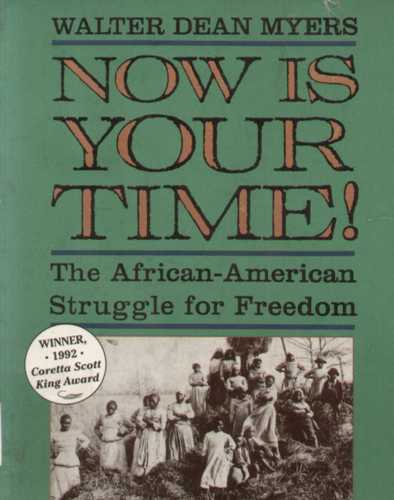 WALTER DEAN MYERS
NOW IS
YOUR
TIME!
The African-American
Struggle for Freedom
WINNER,
· 1992 ·
Coretta Scott
King Award